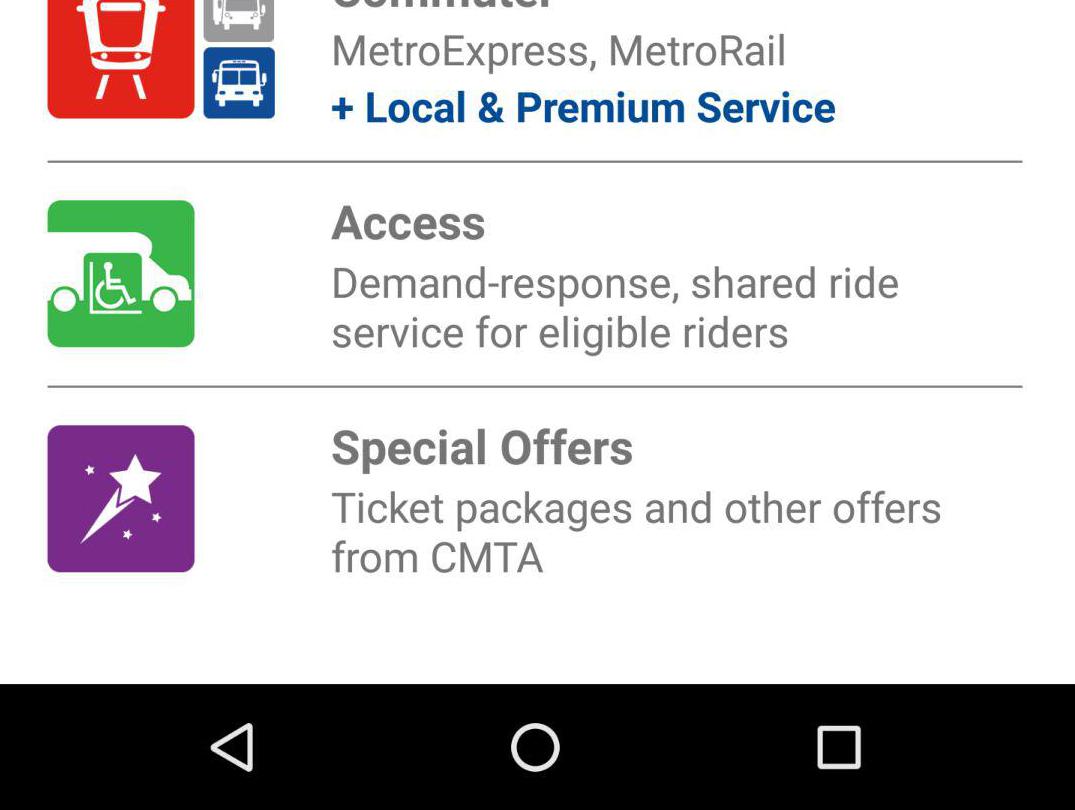 Commuter
MetroExpress, MetroRail
+ Local & Premium Service
Access
Demand-response, shared ride
service for eligible riders
Special Offers
Ticket packages and other offers
from CMTA